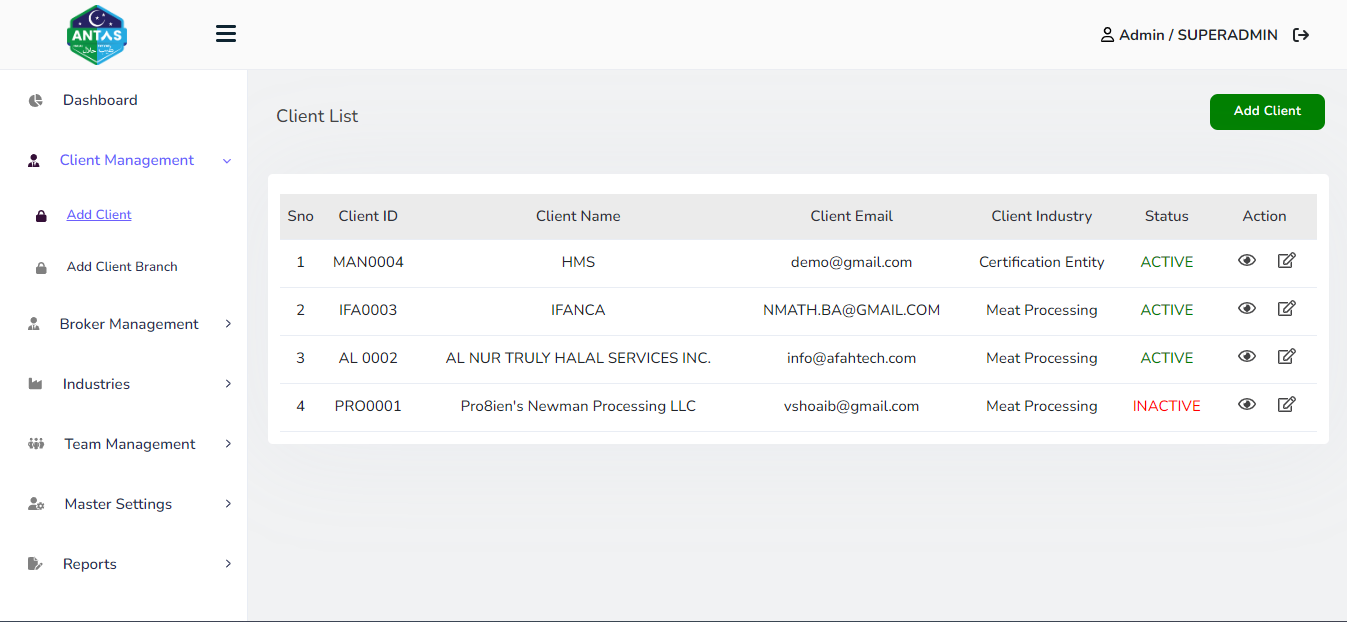 ANTAS
Admin / SUPERADMIN
Dashboard
Client Management
Add Client
Add Client Branch
Broker Management
Industries
Team Management
Master Settings
Reports
Client List
Add Client
Sno Client ID Client Name Client Email Client Industry Status Action
1 MAN0004 HMS demo@gmail.com Certification Entity ACTIVE
2 IFA0003 IFANCA NMATH.BA@GMAIL.COM Meat Processing ACTIVE
3 AL 0002 AL NUR TRULY HALAL SERVICES INC. info@afahtech.com Meat Processing ACTIVE
4 PRO0001 Pro8ien's Newman Processing LLC vshoaib@gmail.com Meat Processing INACTIVE